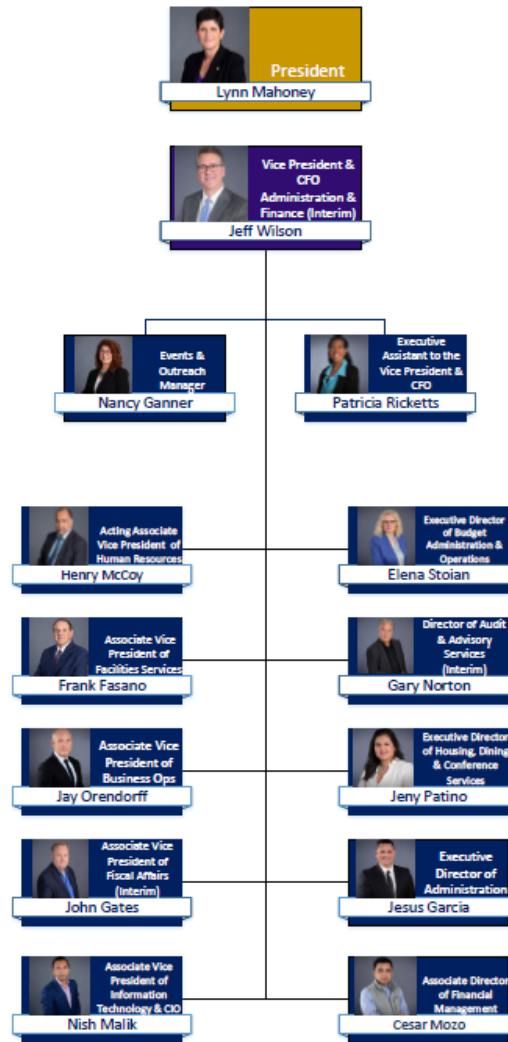 President
Lynn Mahoney
Vice President &
CFO
Administration &
Finance (Interim)
Jeff Wilson
Events &
Outreach
Manager
Nancy Ganner
Executive
Assistant to the
Vice President &
CFO
Patricia Ricketts
Acting Associate
Vice President of
Human Resources
Henry McCoy
Executive Director
of Budget
Administration &
Operations
Elena Stoian
Associate Vice
President of
Facilities Services
Frank Fasano
Director of Audit
& Advisory
Services
(Interim)
Gary Norton
Associate Vice
President of
Business Ops
Jay Orendorff
Executive Director
of Housing, Dining
& Conference
Services
Jeny Patino
Associate Vice
President of
Fiscal Affairs
(Interim)
John Gates
Executive
Director of
Administration
Jesus Garcia
Associate Vice
President of
Information
Technology & CIO
Nish Malik
Associate Director
of Financial
Management
Cesar Mozo